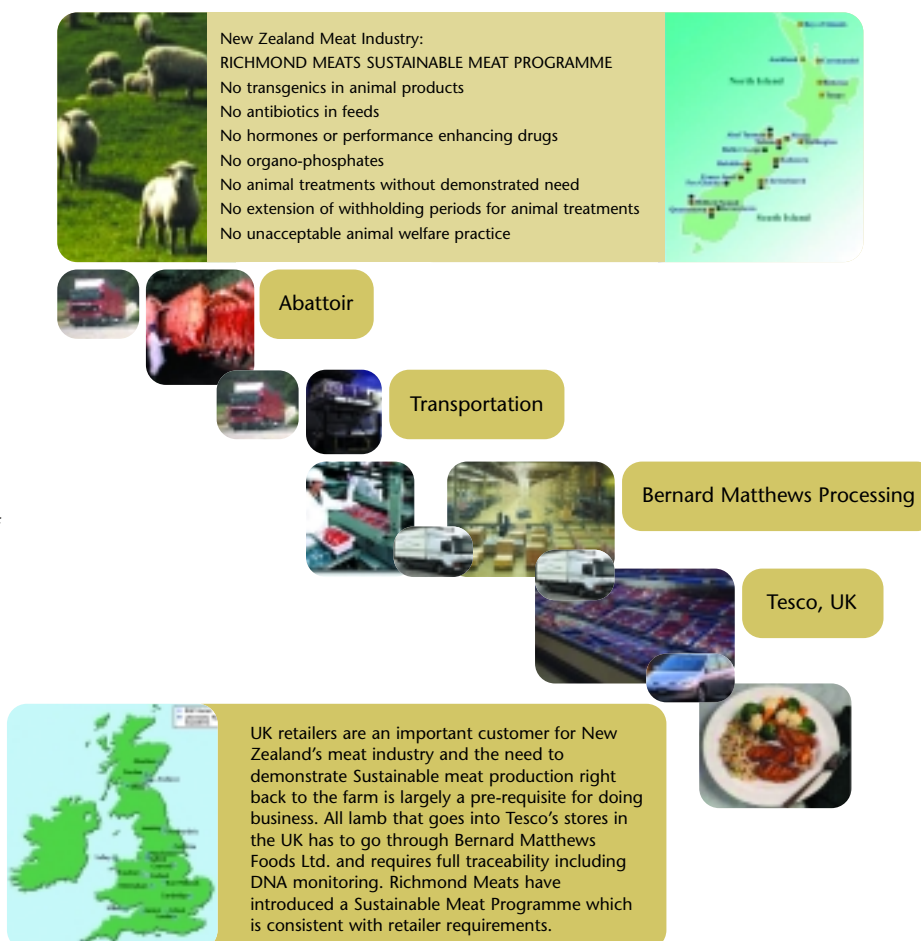 New Zealand Meat Industry:
RICHMOND MEATS SUSTAINABLE MEAT PROGRAMME
No transgenics in animal products
No antibiotics in feeds
No hormones or performance enhancing drugs
No organo-phosphates
No animal treatments without demonstrated need
No extension of withholding periods for animal treatments
No unacceptable animal welfare practice
North Island
South Island
Abattoir
Transportation
Bernard Matthews Processing
Tesco, UK
UK retailers are an important customer for New
Zealand's meat industry and the need to
demonstrate Sustainable meat production right
back to the farm is largely a pre-requisite for doing
business. All lamb that goes into Tesco's stores in
the UK has to go through Bernard Matthews
Foods Ltd. and requires full traceability including
DNA monitoring. Richmond Meats have
introduced a Sustainable Meat Programme which
is consistent with retailer requirements.